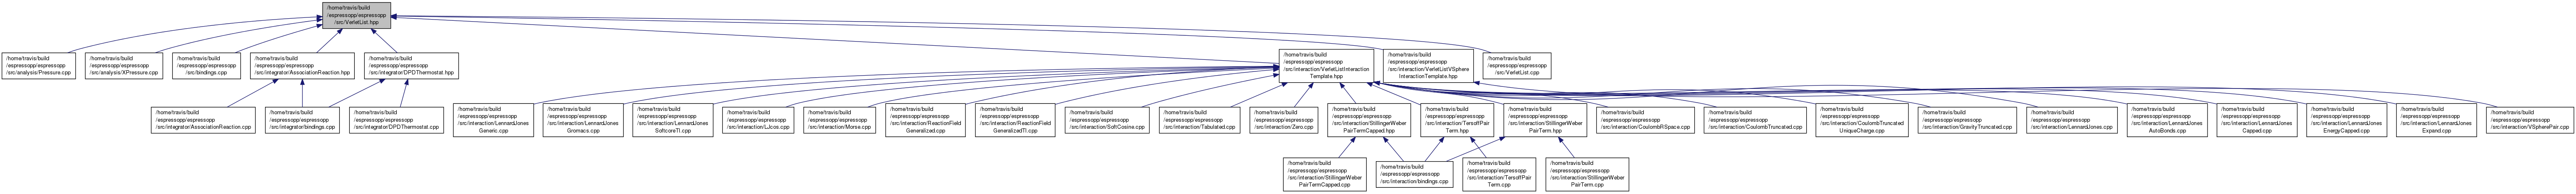 /home/travis/build
/espressopp/espressopp
/src/VerletList.hpp
/home/travis/build
/espressopp/espressopp
/src/analysis/Pressure.cpp
/home/travis/build
/espressopp/espressopp
/src/analysis/XPressure.cpp
/home/travis/build
/espressopp/espressopp
/src/bindings.cpp
/home/travis/build
/espressopp/espressopp
/src/integrator/AssociationReaction.hpp
/home/travis/build
/espressopp/espressopp
/src/integrator/DPDThermostat.hpp
/home/travis/build
/espressopp/espressopp
/src/interaction/VerletListInteraction
Template.hpp
/home/travis/build
/espressopp/espressopp
/src/interaction/VerletListVSphere
InteractionTemplate.hpp
/home/travis/build
/espressopp/espressopp
/src/VerletList.cpp
/home/travis/build
/espressopp/espressopp
/src/integrator/AssociationReaction.cpp
/home/travis/build
/espressopp/espressopp
/src/integrator/bindings.cpp
/home/travis/build
/espressopp/espressopp
/src/integrator/DPDThermostat.cpp
/home/travis/build
/espressopp/espressopp
/src/interaction/LennardJones
Generic.cpp
/home/travis/build
/espressopp/espressopp
/src/interaction/LennardJones
Gromacs.cpp
/home/travis/build
/espressopp/espressopp
/src/interaction/LennardJones
SoftcoreTI.cpp
/home/travis/build
/espressopp/espressopp
/src/interaction/LJcos.cpp
/home/travis/build
/espressopp/espressopp
/src/interaction/Morse.cpp
/home/travis/build
/espressopp/espressopp
/src/interaction/ReactionField
Generalized.cpp
/home/travis/build
/espressopp/espressopp
/src/interaction/ReactionField
GeneralizedTI.cpp
/home/travis/build
/espressopp/espressopp
/src/interaction/SoftCosine.cpp
/home/travis/build
/espressopp/espressopp
/src/interaction/Tabulated.cpp
/home/travis/build
/espressopp/espressopp
/src/interaction/Zero.cpp
/home/travis/build
/espressopp/espressopp
/src/interaction/StillingerWeber
PairTermCapped.hpp
/home/travis/build
/espressopp/espressopp
/src/interaction/TersoffPair
Term.hpp
/home/travis/build
/espressopp/espressopp
/src/interaction/StillingerWeber
PairTerm.hpp
/home/travis/build
/espressopp/espressopp
/src/interaction/CoulombRSpace.cpp
/home/travis/build
/espressopp/espressopp
/src/interaction/CoulombTruncated.cpp
/home/travis/build
/espressopp/espressopp
/src/interaction/CoulombTruncated
UniqueCharge.cpp
/home/travis/build
/espressopp/espressopp
/src/interaction/GravityTruncated.cpp
/home/travis/build
/espressopp/espressopp
/src/interaction/LennardJones.cpp
/home/travis/build
/espressopp/espressopp
/src/interaction/LennardJones
AutoBonds.cpp
/home/travis/build
/espressopp/espressopp
/src/interaction/LennardJones
Capped.cpp
/home/travis/build
/espressopp/espressopp
/src/interaction/LennardJones
EnergyCapped.cpp
/home/travis/build
/espressopp/espressopp
/src/interaction/LennardJones
Expand.cpp
/home/travis/build
/espressopp/espressopp
/src/interaction/VSpherePair.cpp
/home/travis/build
/espressopp/espressopp
/src/interaction/StillingerWeber
PairTermCapped.cpp
/home/travis/build
/espressopp/espressopp
/src/interaction/bindings.cpp
/home/travis/build
/espressopp/espressopp
/src/interaction/TersoffPair
Term.cpp
/home/travis/build
/espressopp/espressopp
/src/interaction/StillingerWeber
PairTerm.cpp